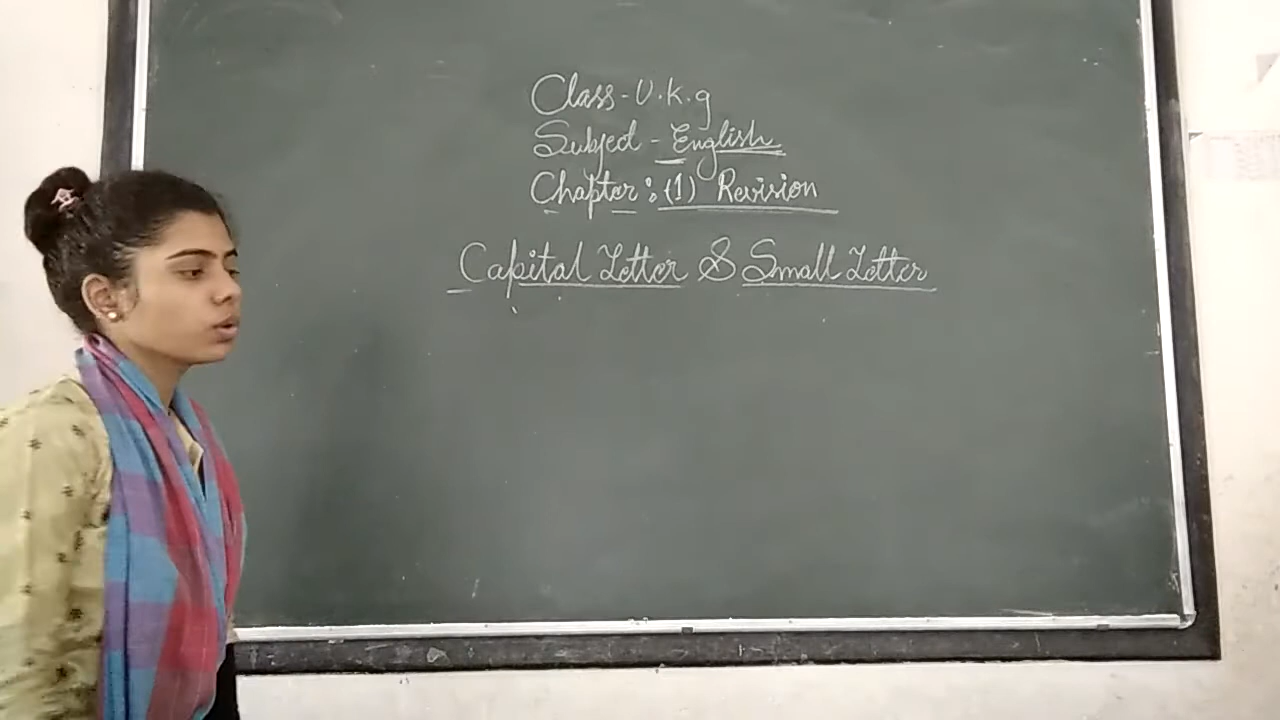 Class - U.K.g
Subject - English
Chapter : (1) Revision
Capital Letter & Small Letter